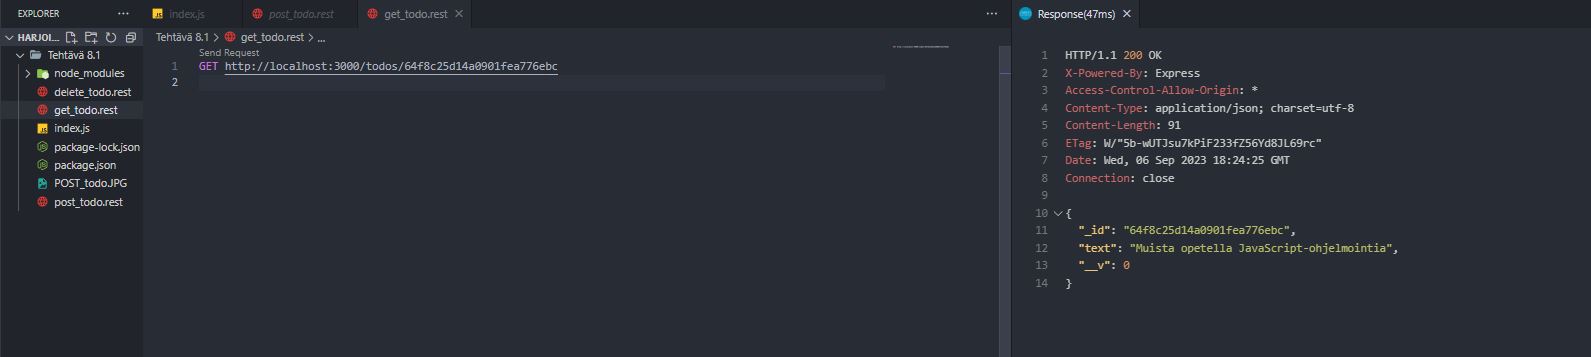 EXPLORER
HARJOI...
Tehtävä 8.1
node_modules
delete_todo.rest
get_todo.rest
JS index.js
package-lock.json
package.json
POST_todo.JPG
post_todo.rest
JS index.js
post_todo.rest
get_todo.rest
Tehtävä 8.1 > get_todo.rest > ...
Send Request
1 GET http://localhost:3000/todos/64f8c25d14a0901fea776ebc
2
Response(47ms)
1 HTTP/1.1 200 OK
2 X-Powered-By: Express
3 Access-Control-Allow-Origin: *
4 Content-Type: application/json; charset=utf-8
5 Content-Length: 91
6 ETag: W/"5b-wUTJsu7kPiF233fZ56Yd8JL69rc"
7 Date: Wed, 06 Sep 2023 18:24:25 GMT
8 Connection: close
9
10 {
11 "_id": "64f8c25d14a0901fea776ebc",
12 "text": "Muista opetella JavaScript-ohjelmointia",
13 "__v": 0
14 }